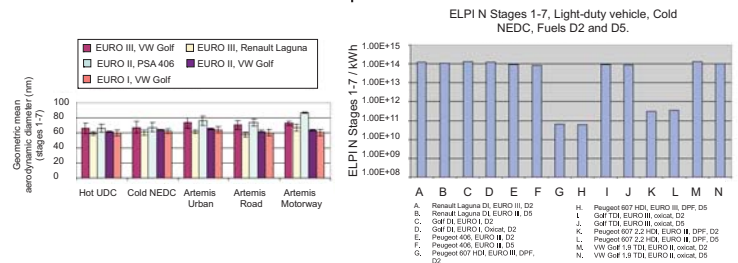 EURO III, VW Golf
EURO III, Renault Laguna
EURO II, PSA 406
EURO II, VW Golf
EURO I, VW Golf
Geometric mean
aerodynamic diameter (nm)
(stages 1-7)
100
80
60
40
20
0
Hot UDC
Cold NEDC
Artemis
Urban
Artemis
Road
Artemis
Motorway
ELPI N Stages 1-7, Light-duty vehicle, Cold
NEDC, Fuels D2 and D5.
ELPI N Stages 1-7 / kWh
1.00E+15
1.00E+14
1.00E+13
1.00E+12
1.00E+11
1.00E+10
1.00E+09
1.00E+08
A B C D E F G H I J K L M N
A. Renault Laguna DI, EURO III, D2
B. Renault Laguna DI, EURO III, D5
C. Golf DI, EURO I, D2
D. Golf DI, EURO I, Oxicat, D2
E. Peugeot 406, EURO II, D2
F. Peugeot 406, EURO II, D5
G. Peugeot 607 HDI, EURO III, DPF,
D2
H. Peugeot 607 HDI, EURO III, DPF, D5
I. Golf TDI, EURO III, oxicat, D2
J. Golf TDI, EURO III, oxicat, D5
K. Peugeot 607 2.2 HDI, EURO III, DPF, D2
L. Peugeot 607 2.2 HDI, EURO III, DPF, D5
M. VW Golf 1.9 TDI, EURO II, oxicat, D2
N. VW Golf 1.9 TDI, EURO II, oxicat, D5